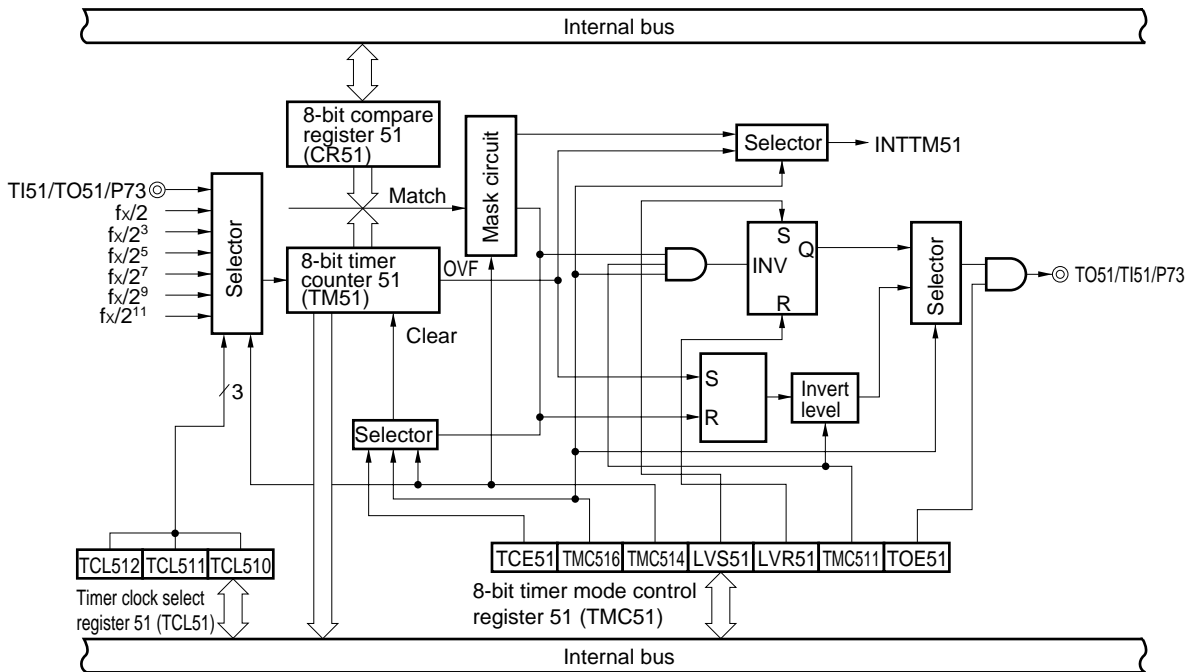 Internal bus
8-bit compare
register 51
(CR51)
Mask circuit
Selector
INTTM51
TI51/TO51/P73
Match
fX/2
fX/2³
fX/2⁵
fX/2⁷
fX/2⁹
fX/2¹¹
Selector
8-bit timer
counter 51
(TM51)
OVF
Clear
S
Q
INV
R
Selector
TO51/TI51/P73
3
S
R
Invert
level
Selector
TCE51
TMC516
TMC514
LVS51
LVR51
TMC511
TOE51
TCL512
TCL511
TCL510
Timer clock select
register 51 (TCL51)
8-bit timer mode control
register 51 (TMC51)
Internal bus